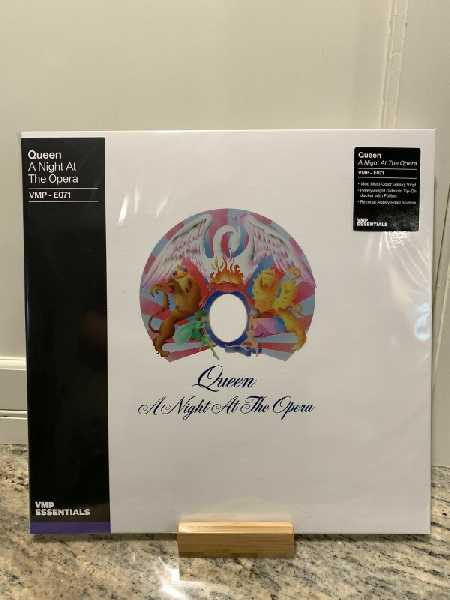 Queen
A Night At
The Opera
VMP - E071
Queen
A Night At The Opera
VMP - E071
Queen
A Night At The Opera
VMP
ESSENTIALS
VMP
ESSENTIALS